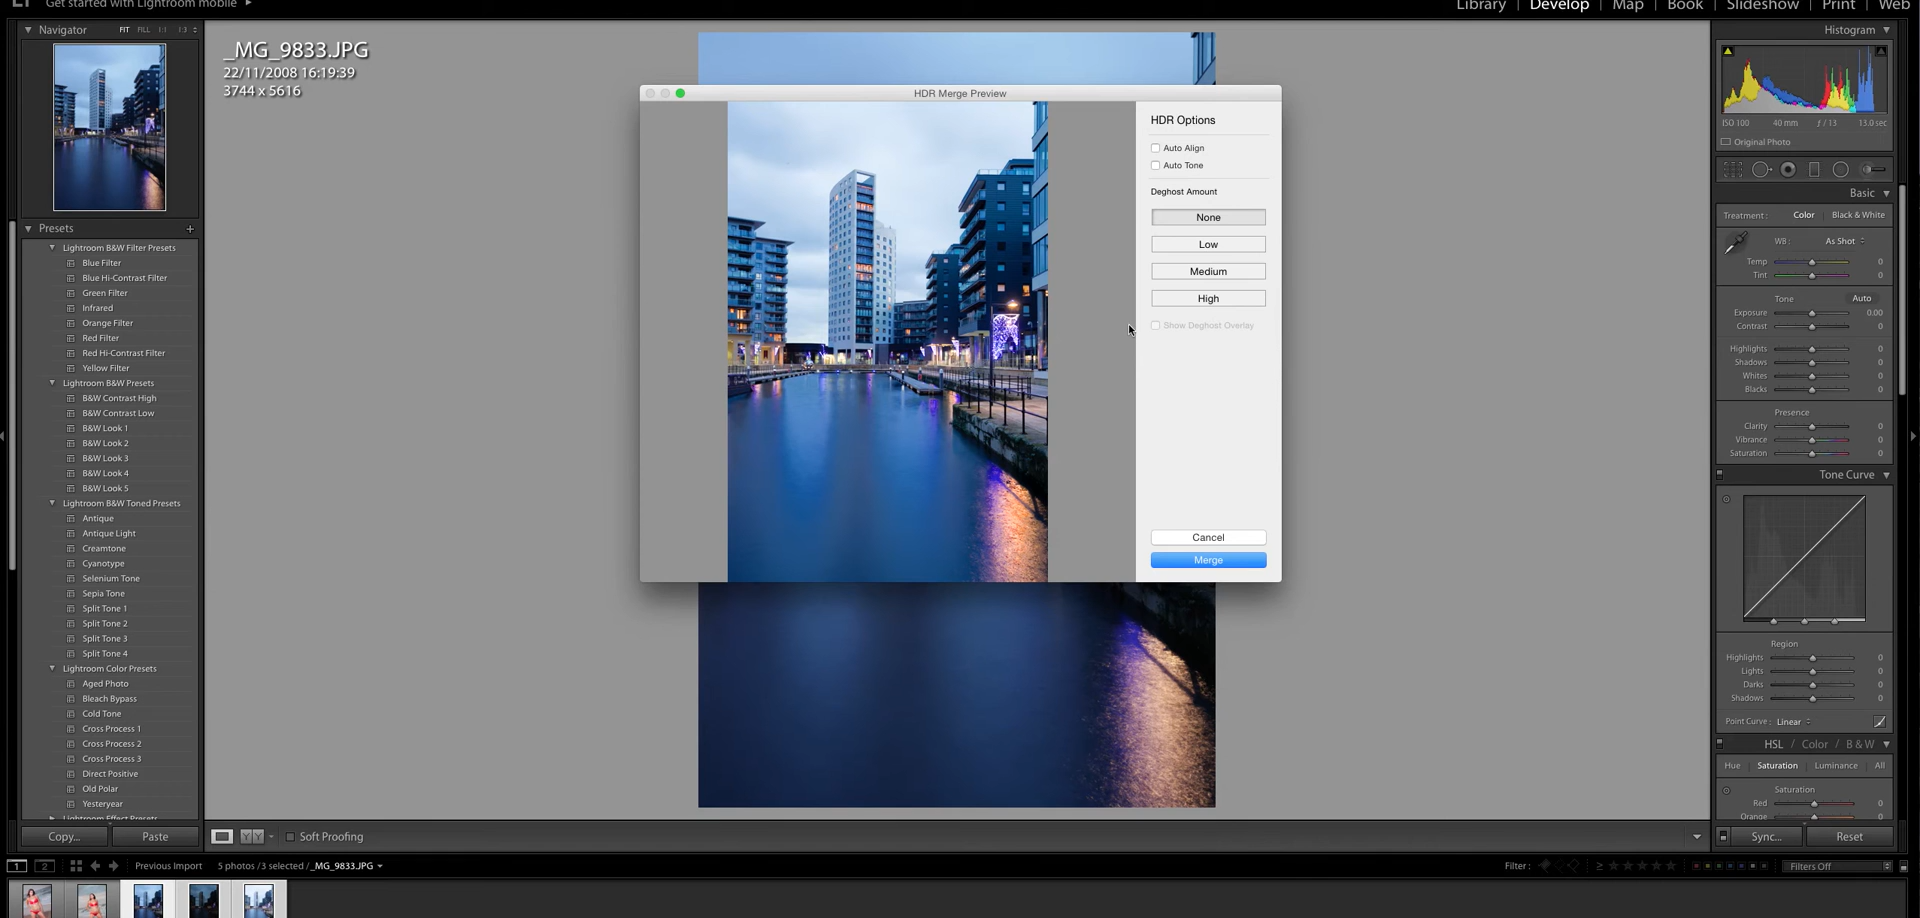 Get started with Lightroom mobile
Library | Develop | Map | Book | Slideshow | Print | Web
Navigator FIT FILL 1:1 1:3
_MG_9833.JPG
22/11/2008 16:19:39
3744 x 5616
Presets +
Lightroom B&W Filter Presets
Blue Filter
Blue Hi-Contrast Filter
Green Filter
Infrared
Orange Filter
Red Filter
Red Hi-Contrast Filter
Yellow Filter
Lightroom B&W Presets
B&W Contrast High
B&W Contrast Low
B&W Look 1
B&W Look 2
B&W Look 3
B&W Look 4
B&W Look 5
Lightroom B&W Toned Presets
Antique
Antique Light
Creamtone
Cyanotype
Selenium Tone
Sepia Tone
Split Tone 1
Split Tone 2
Split Tone 3
Split Tone 4
Lightroom Color Presets
Aged Photo
Bleach Bypass
Cold Tone
Cross Process 1
Cross Process 2
Cross Process 3
Direct Positive
Old Polar
Yesteryear
Lightroom Effect Presets
Copy... Paste
HDR Merge Preview
HDR Options
Auto Align
Auto Tone
Deghost Amount
None
Low
Medium
High
Show Deghost Overlay
Cancel
Merge
Histogram
ISO 100 40 mm ƒ / 13 13.0 sec
Original Photo
Basic
Treatment : Color | Black & White
WB : As Shot
Temp 0
Tint 0
Tone Auto
Exposure 0.00
Contrast 0
Highlights 0
Shadows 0
Whites 0
Blacks 0
Presence
Clarity 0
Vibrance 0
Saturation 0
Tone Curve
Region
Highlights 0
Lights 0
Darks 0
Shadows 0
Point Curve : Linear
HSL / Color / B & W
Hue Saturation Luminance All
Saturation
Red 0
Orange 0
Sync... Reset
YY Soft Proofing
1 2 Previous Import 5 photos /3 selected /_MG_9833.JPG
Filter : ≥ Filters Off